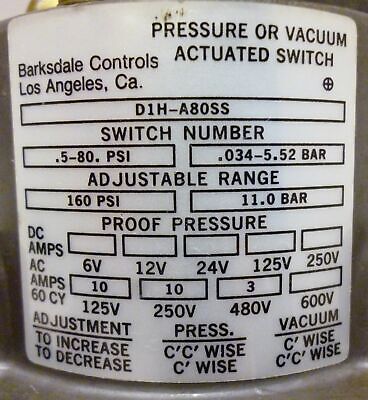 PRESSURE OR VACUUM
ACTUATED SWITCH
Barksdale Controls
Los Angeles, Ca.
D1H-A80SS
SWITCH NUMBER
.5-80. PSI .034-5.52 BAR
ADJUSTABLE RANGE
160 PSI 11.0 BAR
PROOF PRESSURE
DC
AMPS
6V 12V 24V 125V 250V
AC
AMPS 10 10 3
60 CY
125V 250V 480V 600V
ADJUSTMENT PRESS. VACUUM
TO INCREASE C'C' WISE C' WISE
TO DECREASE C' WISE C'C' WISE